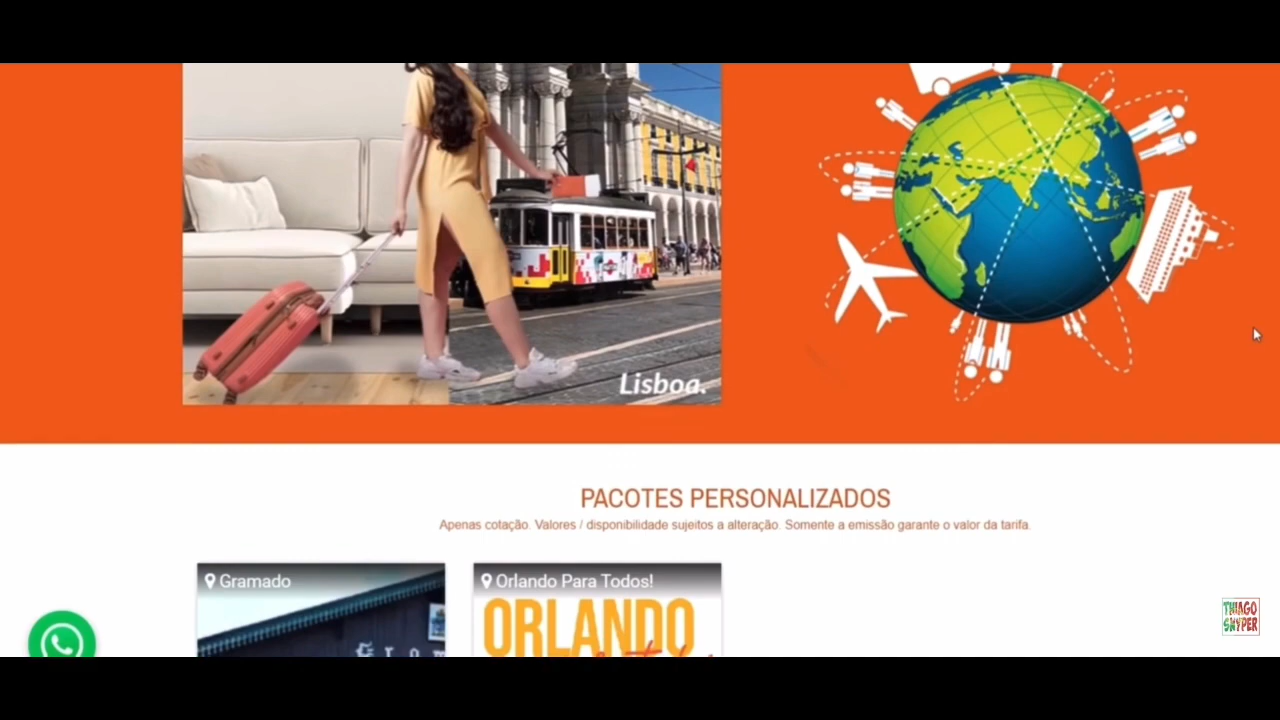 Lisboa.
PACOTES PERSONALIZADOS
Apenas cotação. Valores / disponibilidade sujeitos a alteração. Somente a emissão garante o valor da tarifa.
Gramado
Orlando Para Todos!
ORLANDO
THIAGO
SNYPER